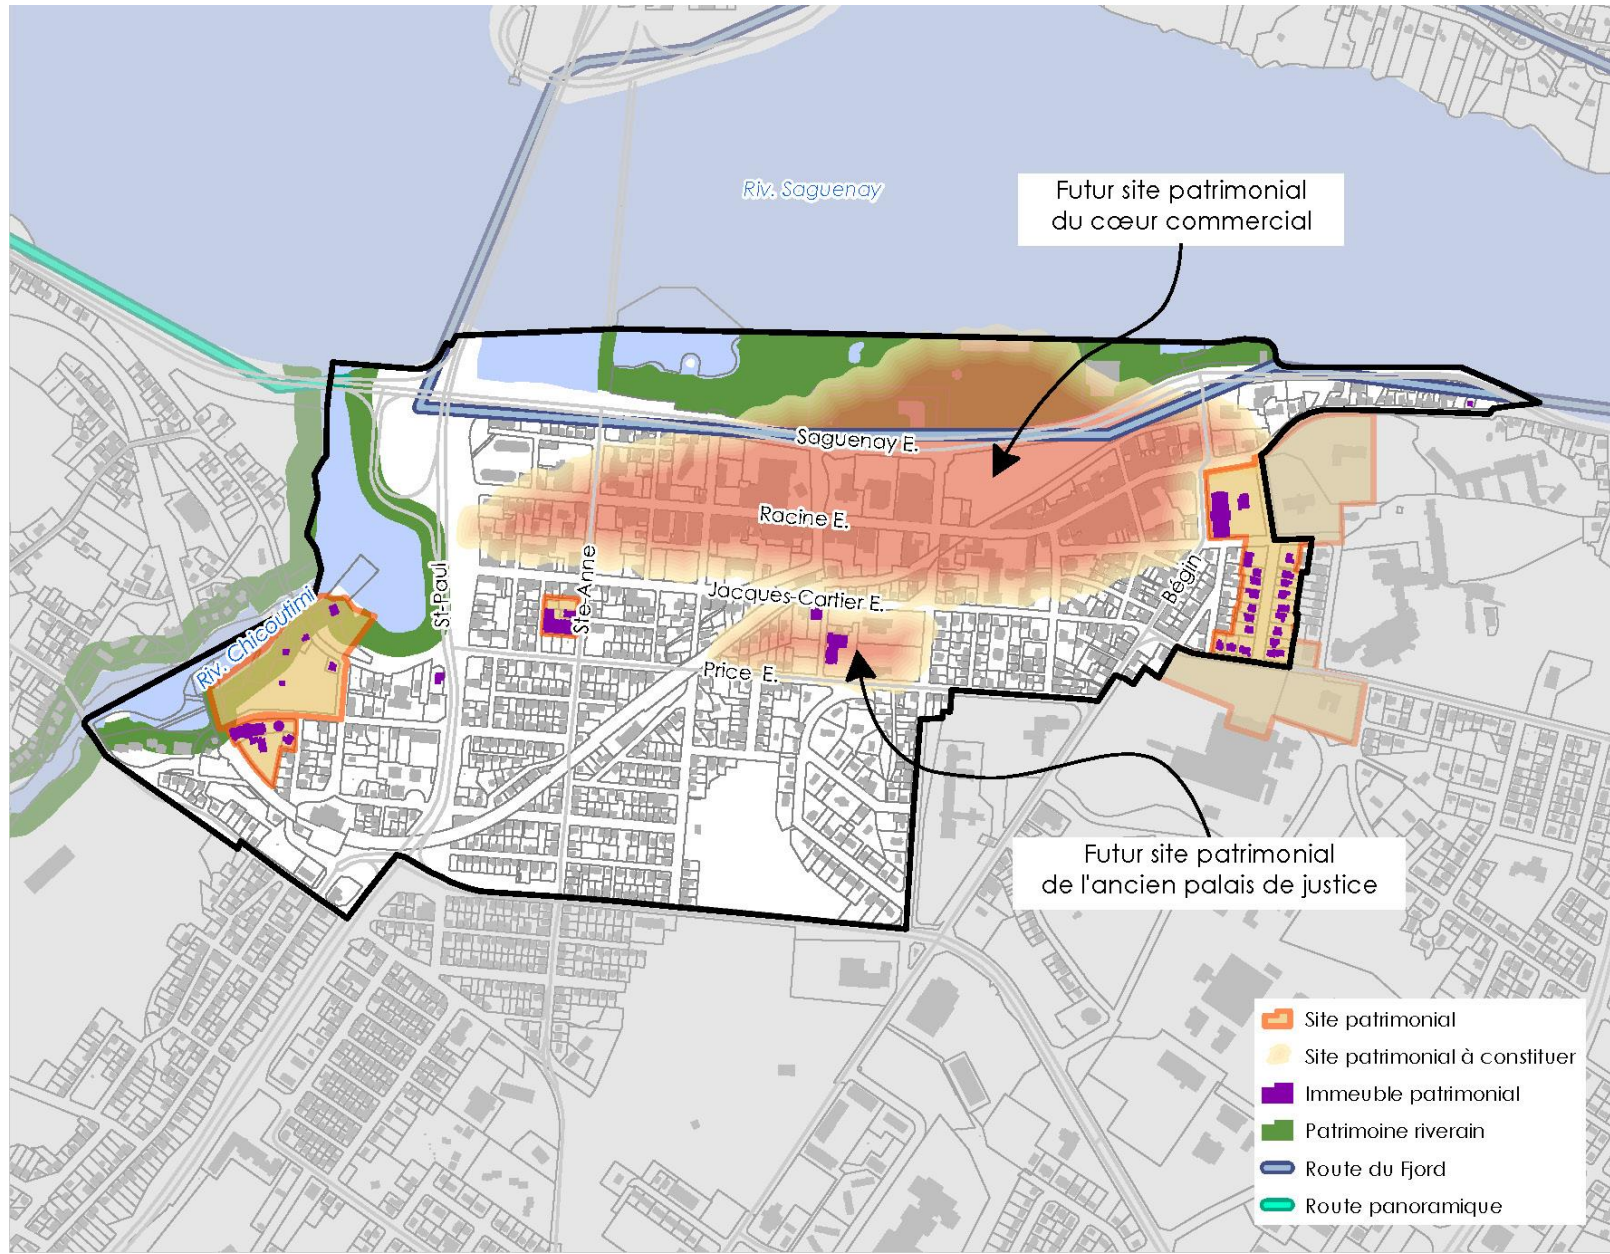 Riv. Saguenay
Futur site patrimonial
du cœur commercial
Saguenay E.
Racine E.
Ste-Anne
St-Paul
Bégin
Jacques-Cartier E.
Riv. Chicoutimi
Price E.
Futur site patrimonial
de l'ancien palais de justice
Site patrimonial
Site patrimonial à constituer
Immeuble patrimonial
Patrimoine riverain
Route du Fjord
Route panoramique